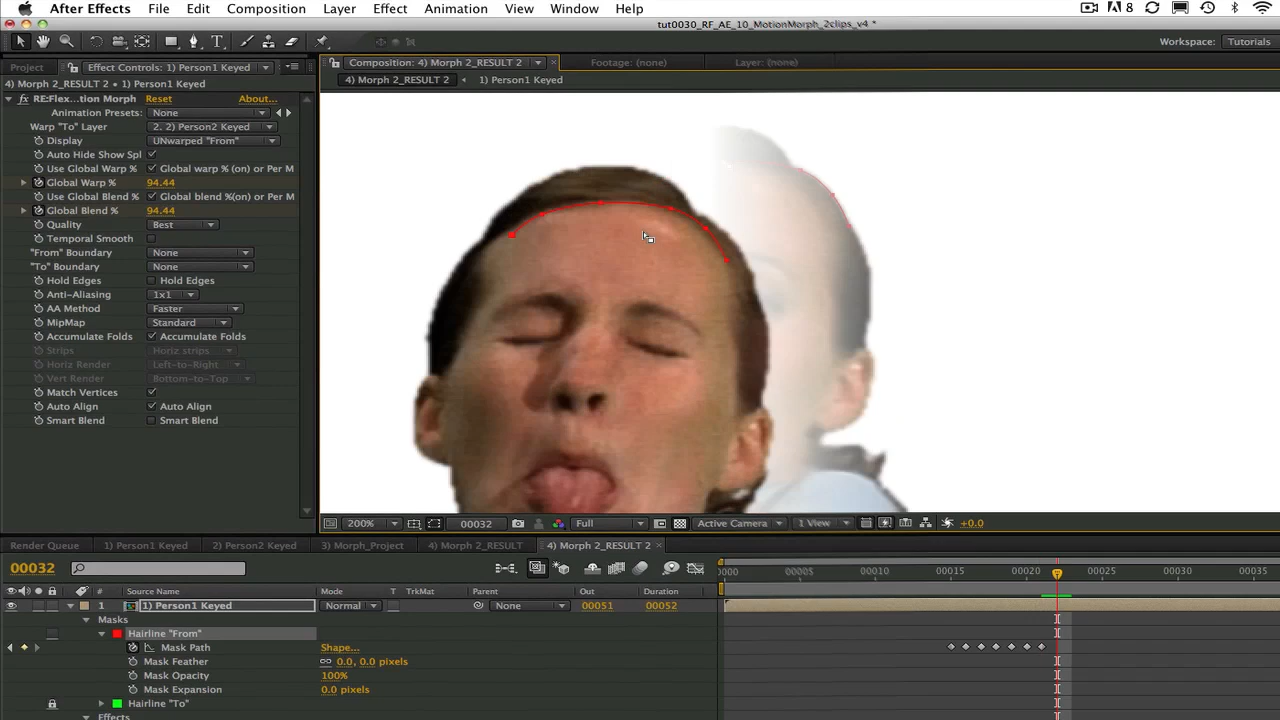 After Effects File Edit Composition Layer Effect Animation View Window Help 8
tut0030_RF_AE_10_MotionMorph_2clips_v4 *
Workspace: Tutorials
Project Effect Controls: 1) Person1 Keyed Composition: 4) Morph 2_RESULT 2 Footage: (none) Layer: (none)
4) Morph 2_RESULT 2 • 1) Person1 Keyed 4) Morph 2_RESULT 2 1) Person1 Keyed
fx RE:Flex...tion Morph Reset About...
Animation Presets: None
Warp "To" Layer 2. 2) Person2 Keyed
Display UNwarped "From"
Auto Hide Show Spl
Use Global Warp % Global warp % (on) or Per M
Global Warp % 94.44
Use Global Blend % Global blend %(on) or Per M
Global Blend % 94.44
Quality Best
Temporal Smooth
"From" Boundary None
"To" Boundary None
Hold Edges Hold Edges
Anti-Aliasing 1x1
AA Method Faster
MipMap Standard
Accumulate Folds Accumulate Folds
Strips Horiz strips
Horiz Render Left-to-Right
Vert Render Bottom-to-Top
Match Vertices
Auto Align Auto Align
Smart Blend Smart Blend
200% 00032 Full Active Camera 1 View +0.0
Render Queue 1) Person1 Keyed 2) Person2 Keyed 3) Morph_Project 4) Morph 2_RESULT 4) Morph 2_RESULT 2
00032 0000 00005 00010 00015 00020 00025 00030 00035
# Source Name Mode T TrkMat Parent Out Duration
1 1) Person1 Keyed Normal None 00051 00052
Masks
Hairline "From"
Mask Path Shape...
Mask Feather 0.0, 0.0 pixels
Mask Opacity 100%
Mask Expansion 0.0 pixels
Hairline "To"
Effects